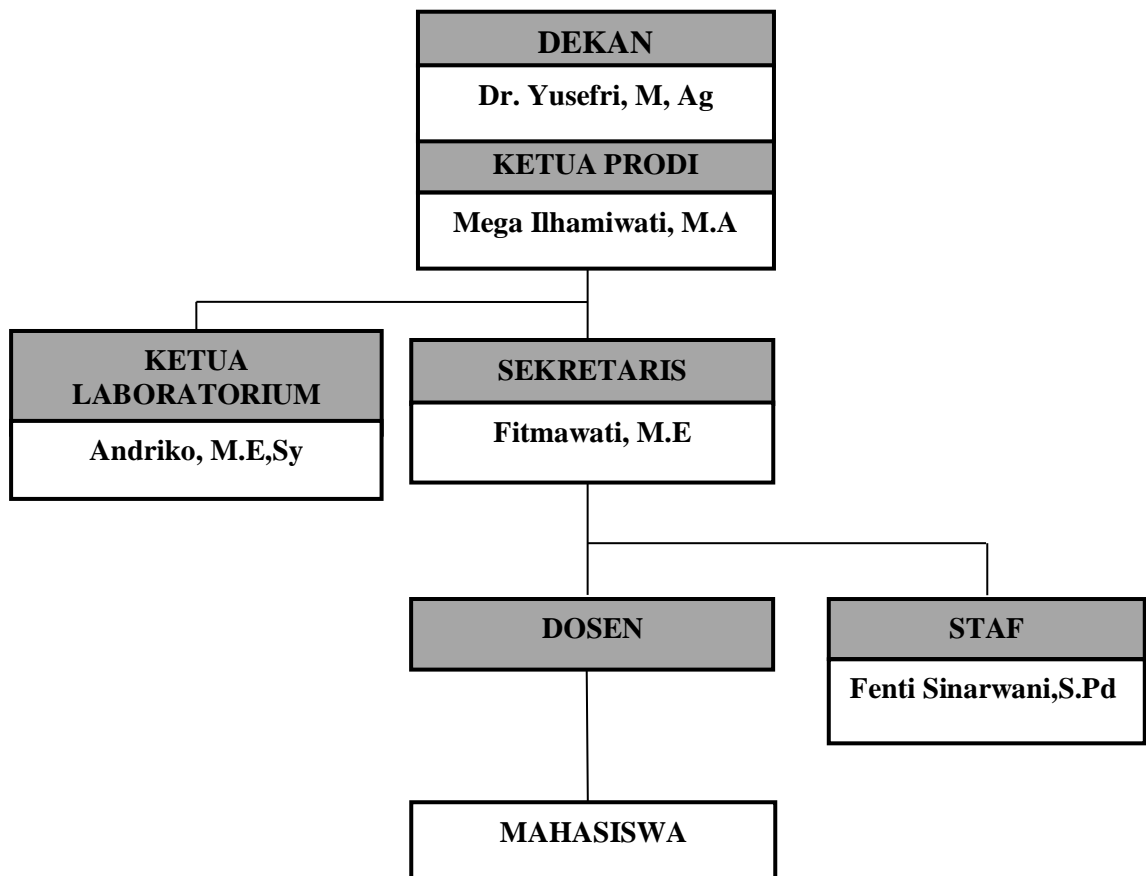 DEKAN
Dr. Yusefri, M, Ag
KETUA PRODI
Mega Ilhamiwati, M.A
KETUA
LABORATORIUM
Andriko, M.E,Sy
SEKRETARIS
Fitmawati, M.E
DOSEN
STAF
Fenti Sinarwani,S.Pd
MAHASISWA